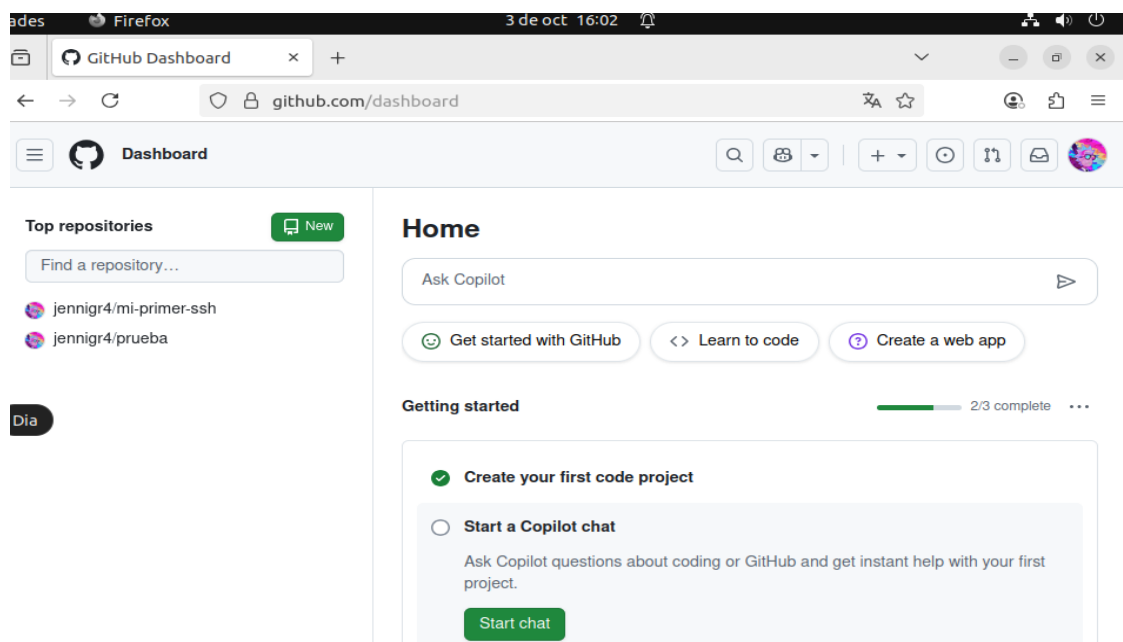 ades Firefox 3 de oct 16:02
GitHub Dashboard
github.com/dashboard
Dashboard
Top repositories
New
Find a repository…
jennigr4/mi-primer-ssh
jennigr4/prueba
Dia
Home
Ask Copilot
Get started with GitHub
Learn to code
Create a web app
Getting started
2/3 complete
Create your first code project
Start a Copilot chat
Ask Copilot questions about coding or GitHub and get instant help with your first
project.
Start chat